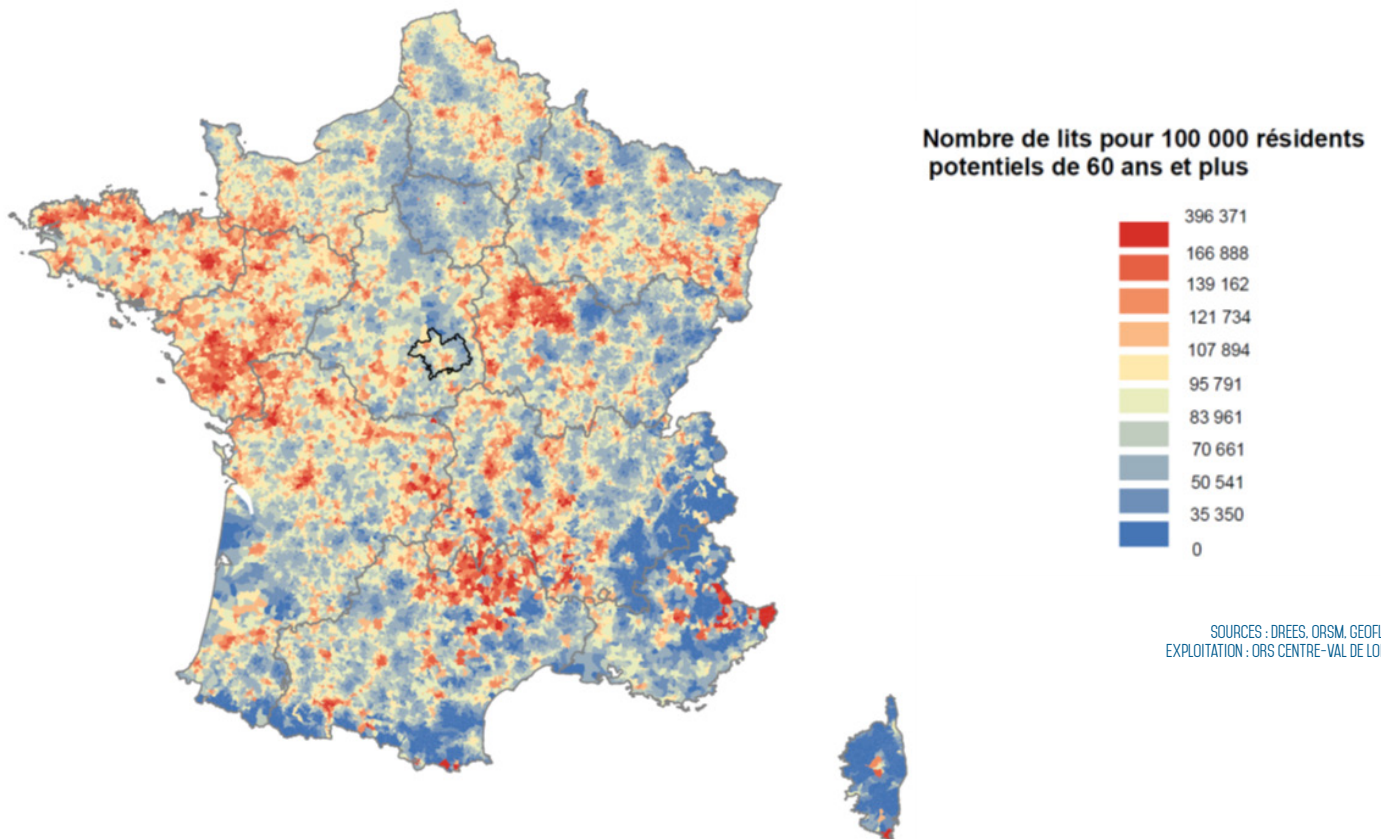 Nombre de lits pour 100 000 résidents
potentiels de 60 ans et plus
396 371
166 888
139 162
121 734
107 894
95 791
83 961
70 661
50 541
35 350
0
SOURCES : DREES, ORSM,
EXPLOITATION : ORS CENTRE-VAL DE